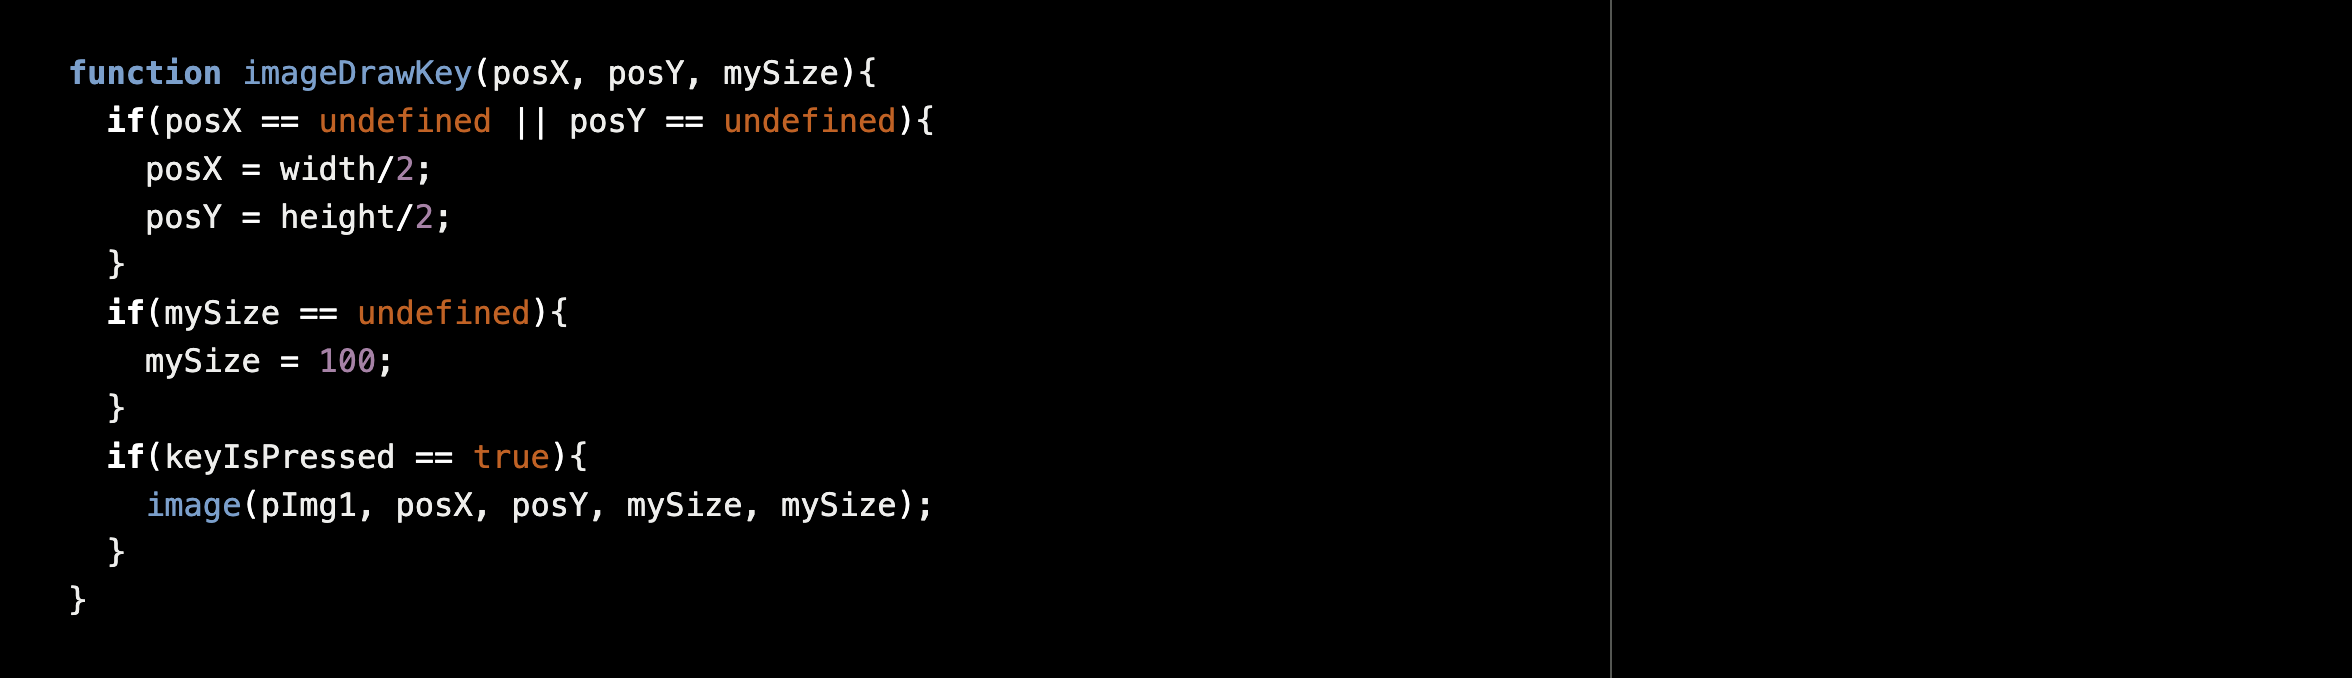 function imageDrawKey(posX, posY, mySize){
  if(posX == undefined || posY == undefined){
    posX = width/2;
    posY = height/2;
  }
  if(mySize == undefined){
    mySize = 100;
  }
  if(keyIsPressed == true){
    image(pImg1, posX, posY, mySize, mySize);
  }
}